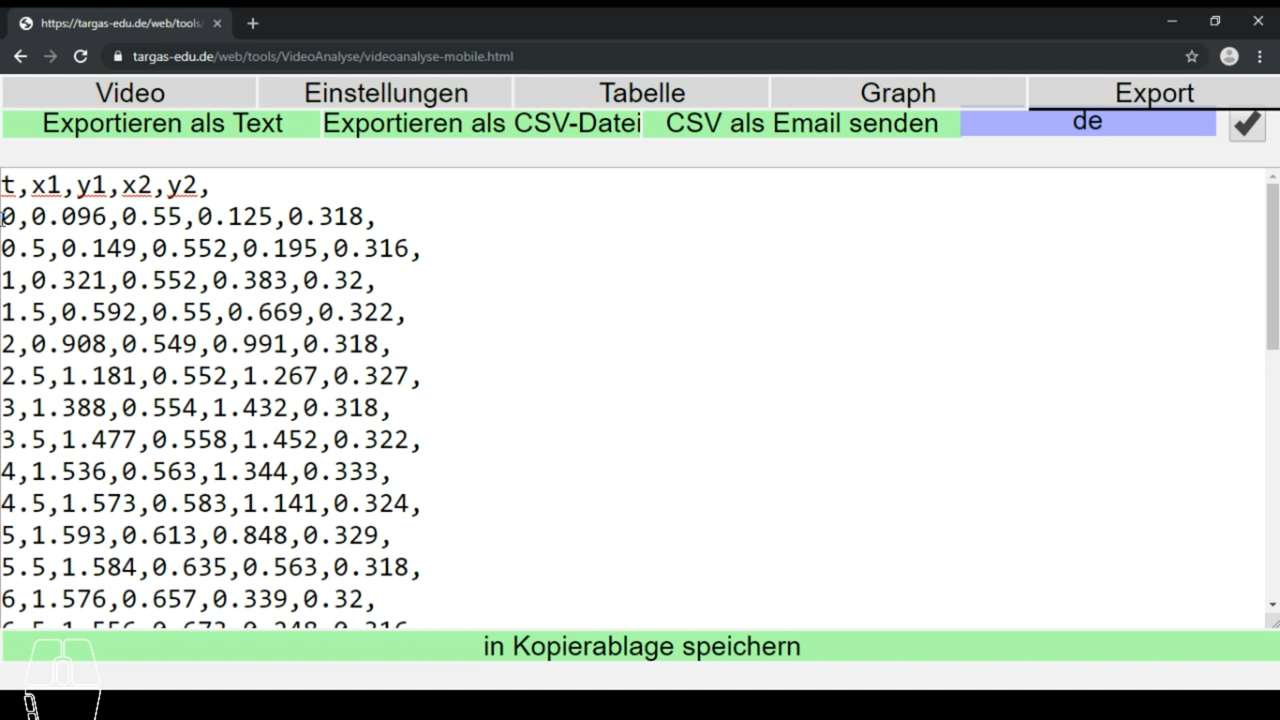 https://targas-edu.de/web/tools
targas-edu.de/web/tools/VideoAnalyse/videoanalyse-mobile.html
Video Einstellungen Tabelle Graph Export
Exportieren als Text Exportieren als CSV-Datei CSV als Email senden de
t,x1,y1,x2,y2,
0,0.096,0.55,0.125,0.318,
0.5,0.149,0.552,0.195,0.316,
1,0.321,0.552,0.383,0.32,
1.5,0.592,0.55,0.669,0.322,
2,0.908,0.549,0.991,0.318,
2.5,1.181,0.552,1.267,0.327,
3,1.388,0.554,1.432,0.318,
3.5,1.477,0.558,1.452,0.322,
4,1.536,0.563,1.344,0.333,
4.5,1.573,0.583,1.141,0.324,
5,1.593,0.613,0.848,0.329,
5.5,1.584,0.635,0.563,0.318,
6,1.576,0.657,0.339,0.32,
in Kopierablage speichern